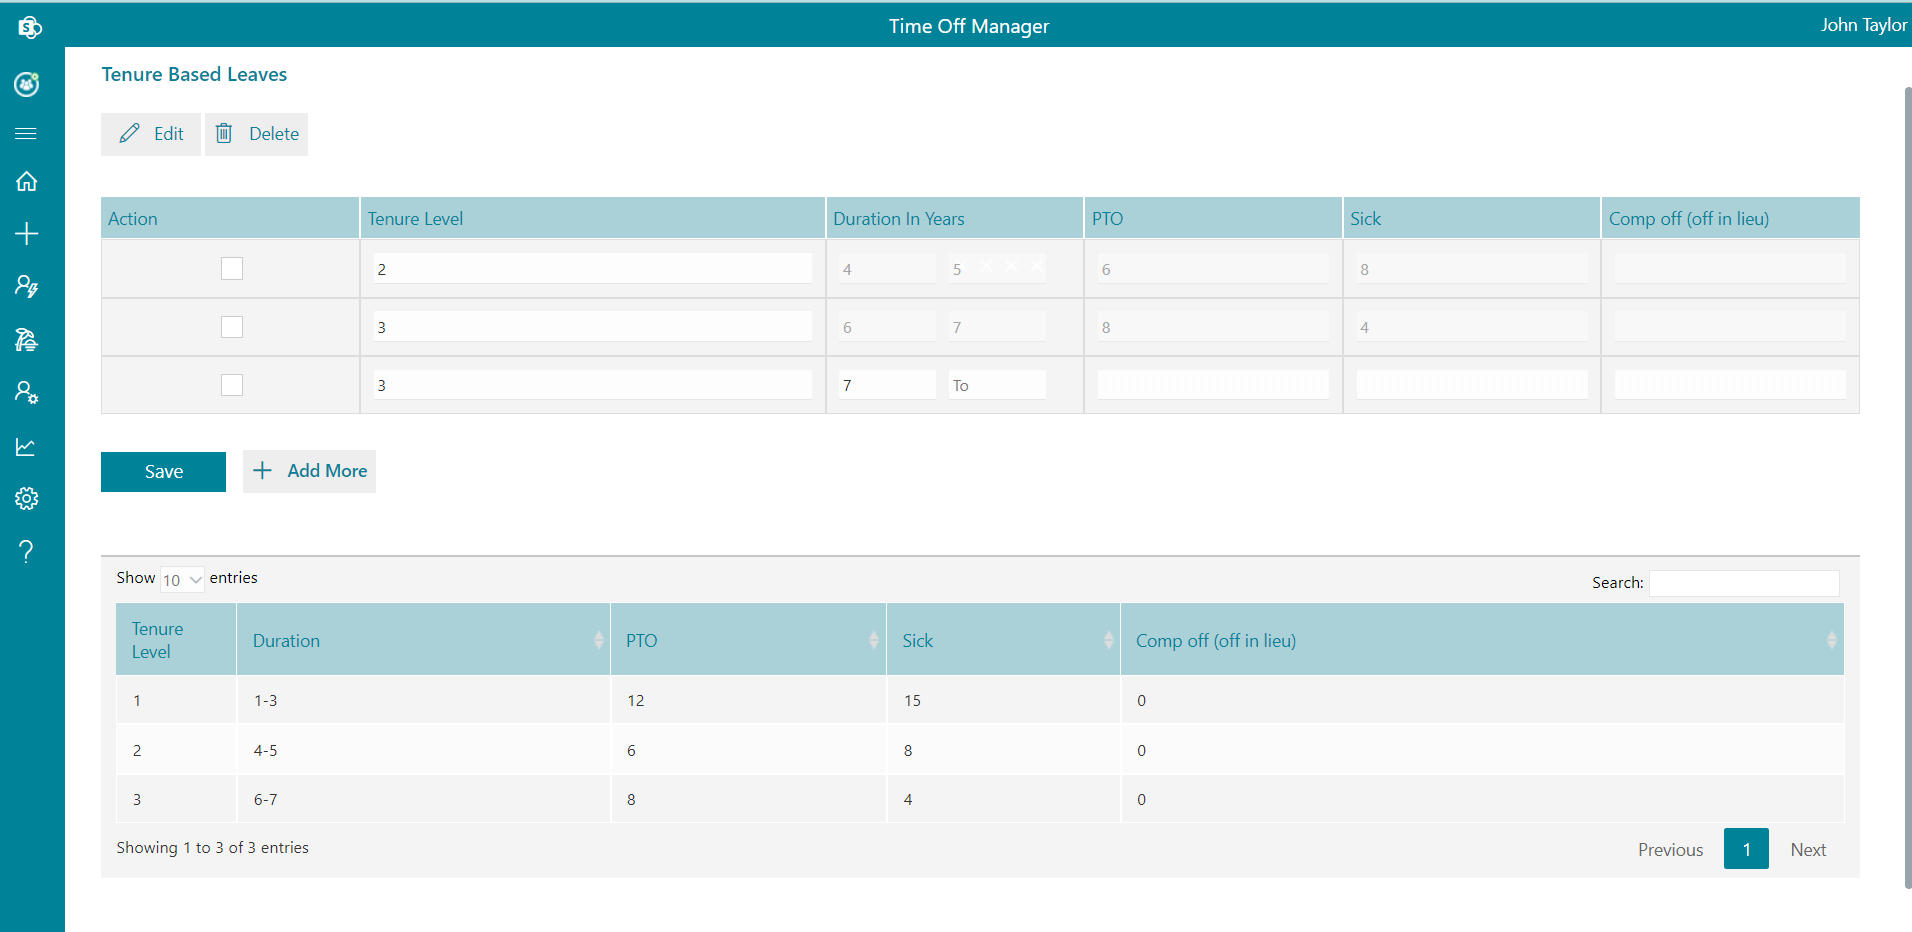 Time Off Manager
John Taylor
Tenure Based Leaves
Edit Delete
Action Tenure Level Duration In Years PTO Sick Comp off (off in lieu)
2 4 5 6 8
3 6 7 8 4
3 7 To
Save Add More
Show 10 entries
Search:
Tenure Level Duration PTO Sick Comp off (off in lieu)
1 1-3 12 15 0
2 4-5 6 8 0
3 6-7 8 4 0
Showing 1 to 3 of 3 entries
Previous 1 Next